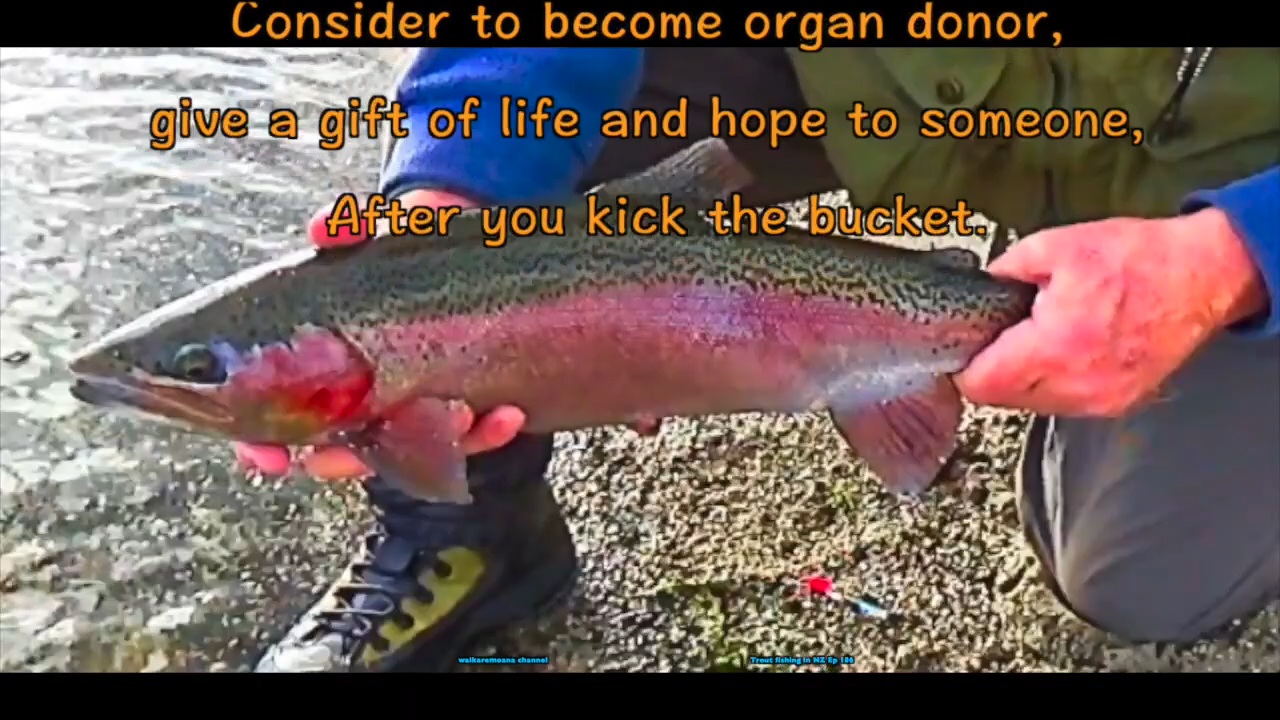 Consider to become organ donor,
give a gift of life and hope to someone,
After you kick the bucket.
waikaremoana channel
Trout fishing in NZ Ep 106